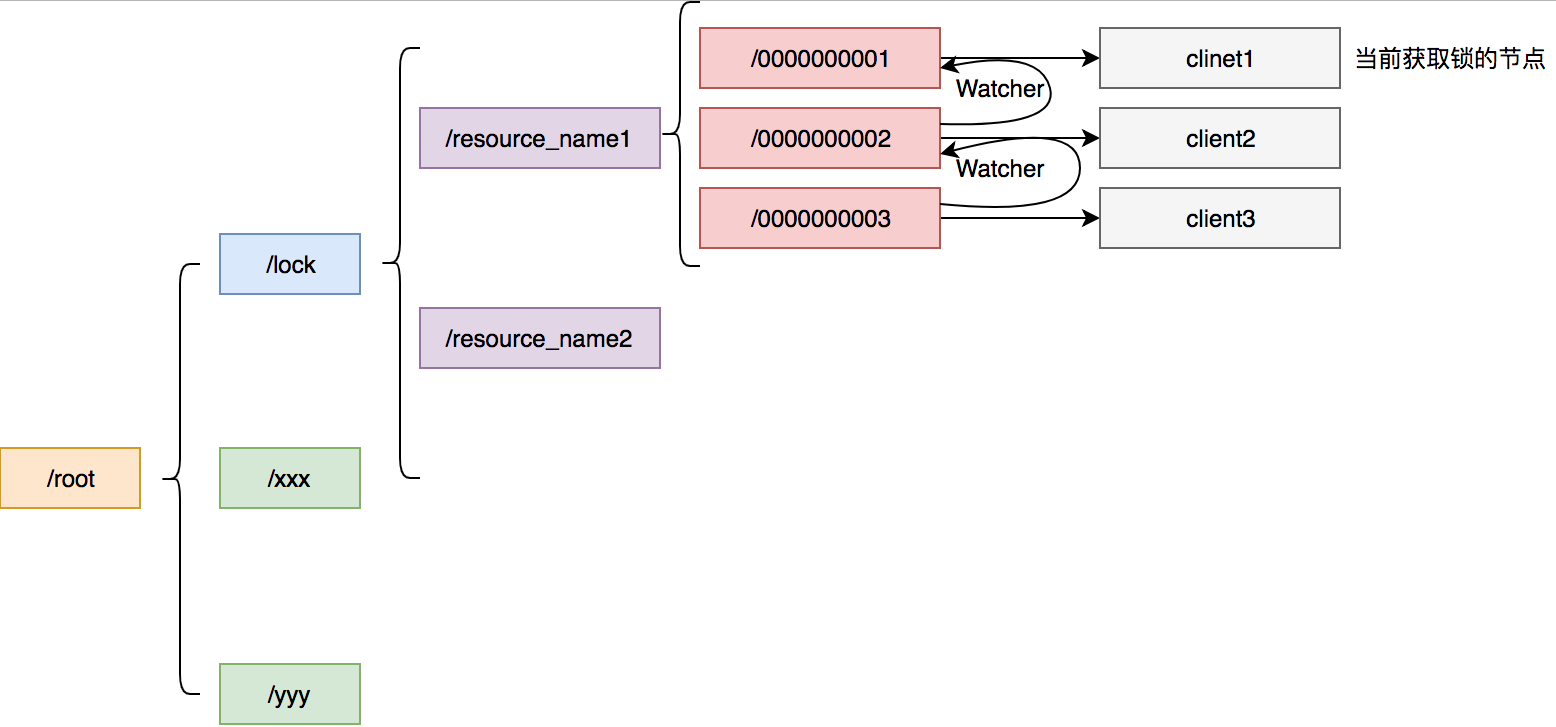 /0000000001
clinet1
当前获取锁的节点
Watcher
/resource_name1
/0000000002
client2
Watcher
/0000000003
client3
/lock
/resource_name2
/root
/xxx
/yyy